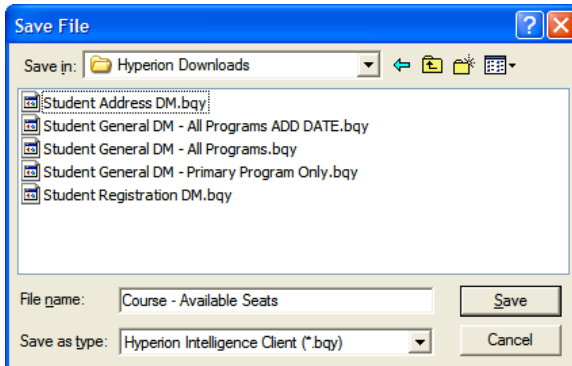 Save File
Save in: Hyperion Downloads
Student Address DM.bqy
Student General DM - All Programs ADD DATE.bqy
Student General DM - All Programs.bqy
Student General DM - Primary Program Only.bqy
Student Registration DM.bqy
File name: Course - Available Seats Save
Save as type: Hyperion Intelligence Client (*.bqy) Cancel